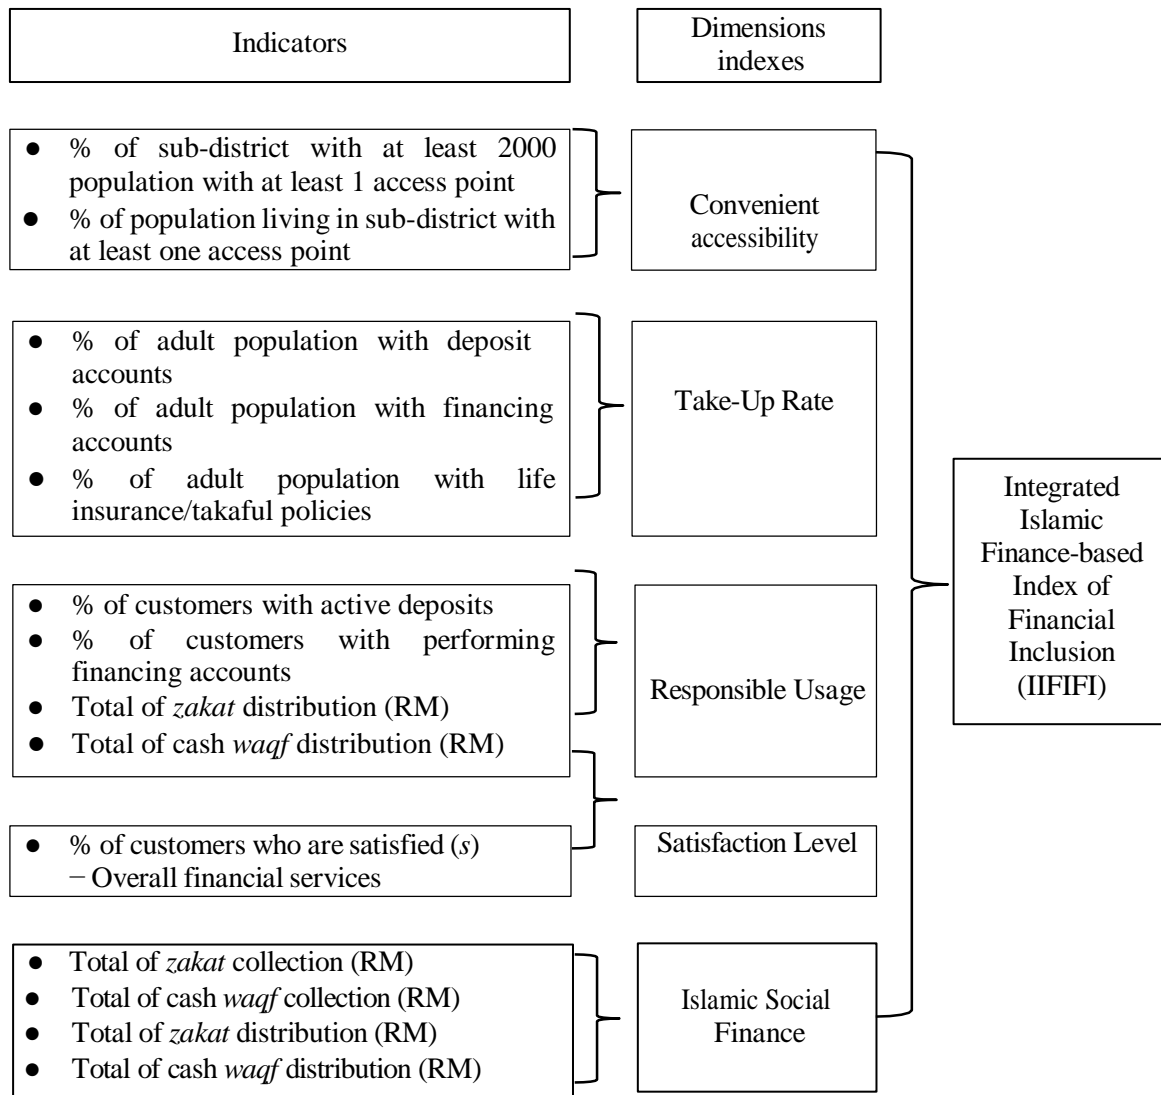 Indicators
Dimensions
indexes
● % of sub-district with at least 2000
population with at least 1 access point
● % of population living in sub-district with
at least one access point
Convenient
accessibility
● % of adult population with deposit
accounts
● % of adult population with financing
accounts
● % of adult population with life
insurance/takaful policies
Take-Up Rate
● % of customers with active deposits
● % of customers with performing
financing accounts
● Total of zakat distribution (RM)
● Total of cash waqf distribution (RM)
Responsible Usage
● % of customers who are satisfied (s)
− Overall financial services
Satisfaction Level
● Total of zakat collection (RM)
● Total of cash waqf collection (RM)
● Total of zakat distribution (RM)
● Total of cash waqf distribution (RM)
Islamic Social
Finance
Integrated
Islamic
Finance-based
Index of
Financial
Inclusion
(IIFIFI)